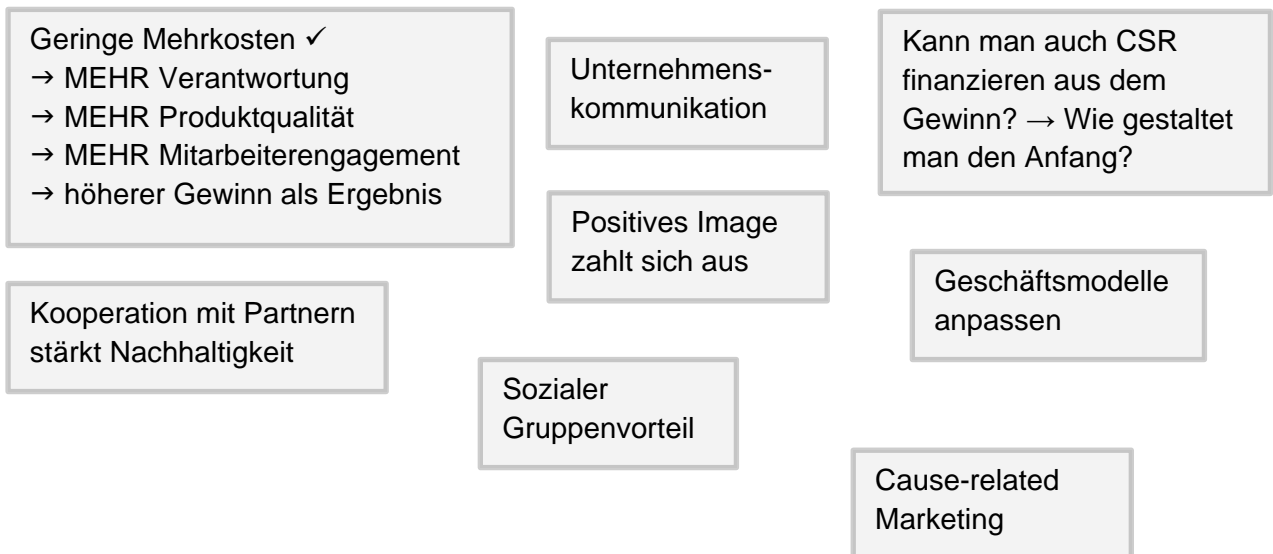 Geringe Mehrkosten ✓
→ MEHR Verantwortung
→ MEHR Produktqualität
→ MEHR Mitarbeiterengagement
→ höherer Gewinn als Ergebnis
Unternehmens-
kommunikation
Kann man auch CSR
finanzieren aus dem
Gewinn? → Wie gestaltet
man den Anfang?
Positives Image
zahlt sich aus
Geschäftsmodelle
anpassen
Kooperation mit Partnern
stärkt Nachhaltigkeit
Sozialer
Gruppenvorteil
Cause-related
Marketing